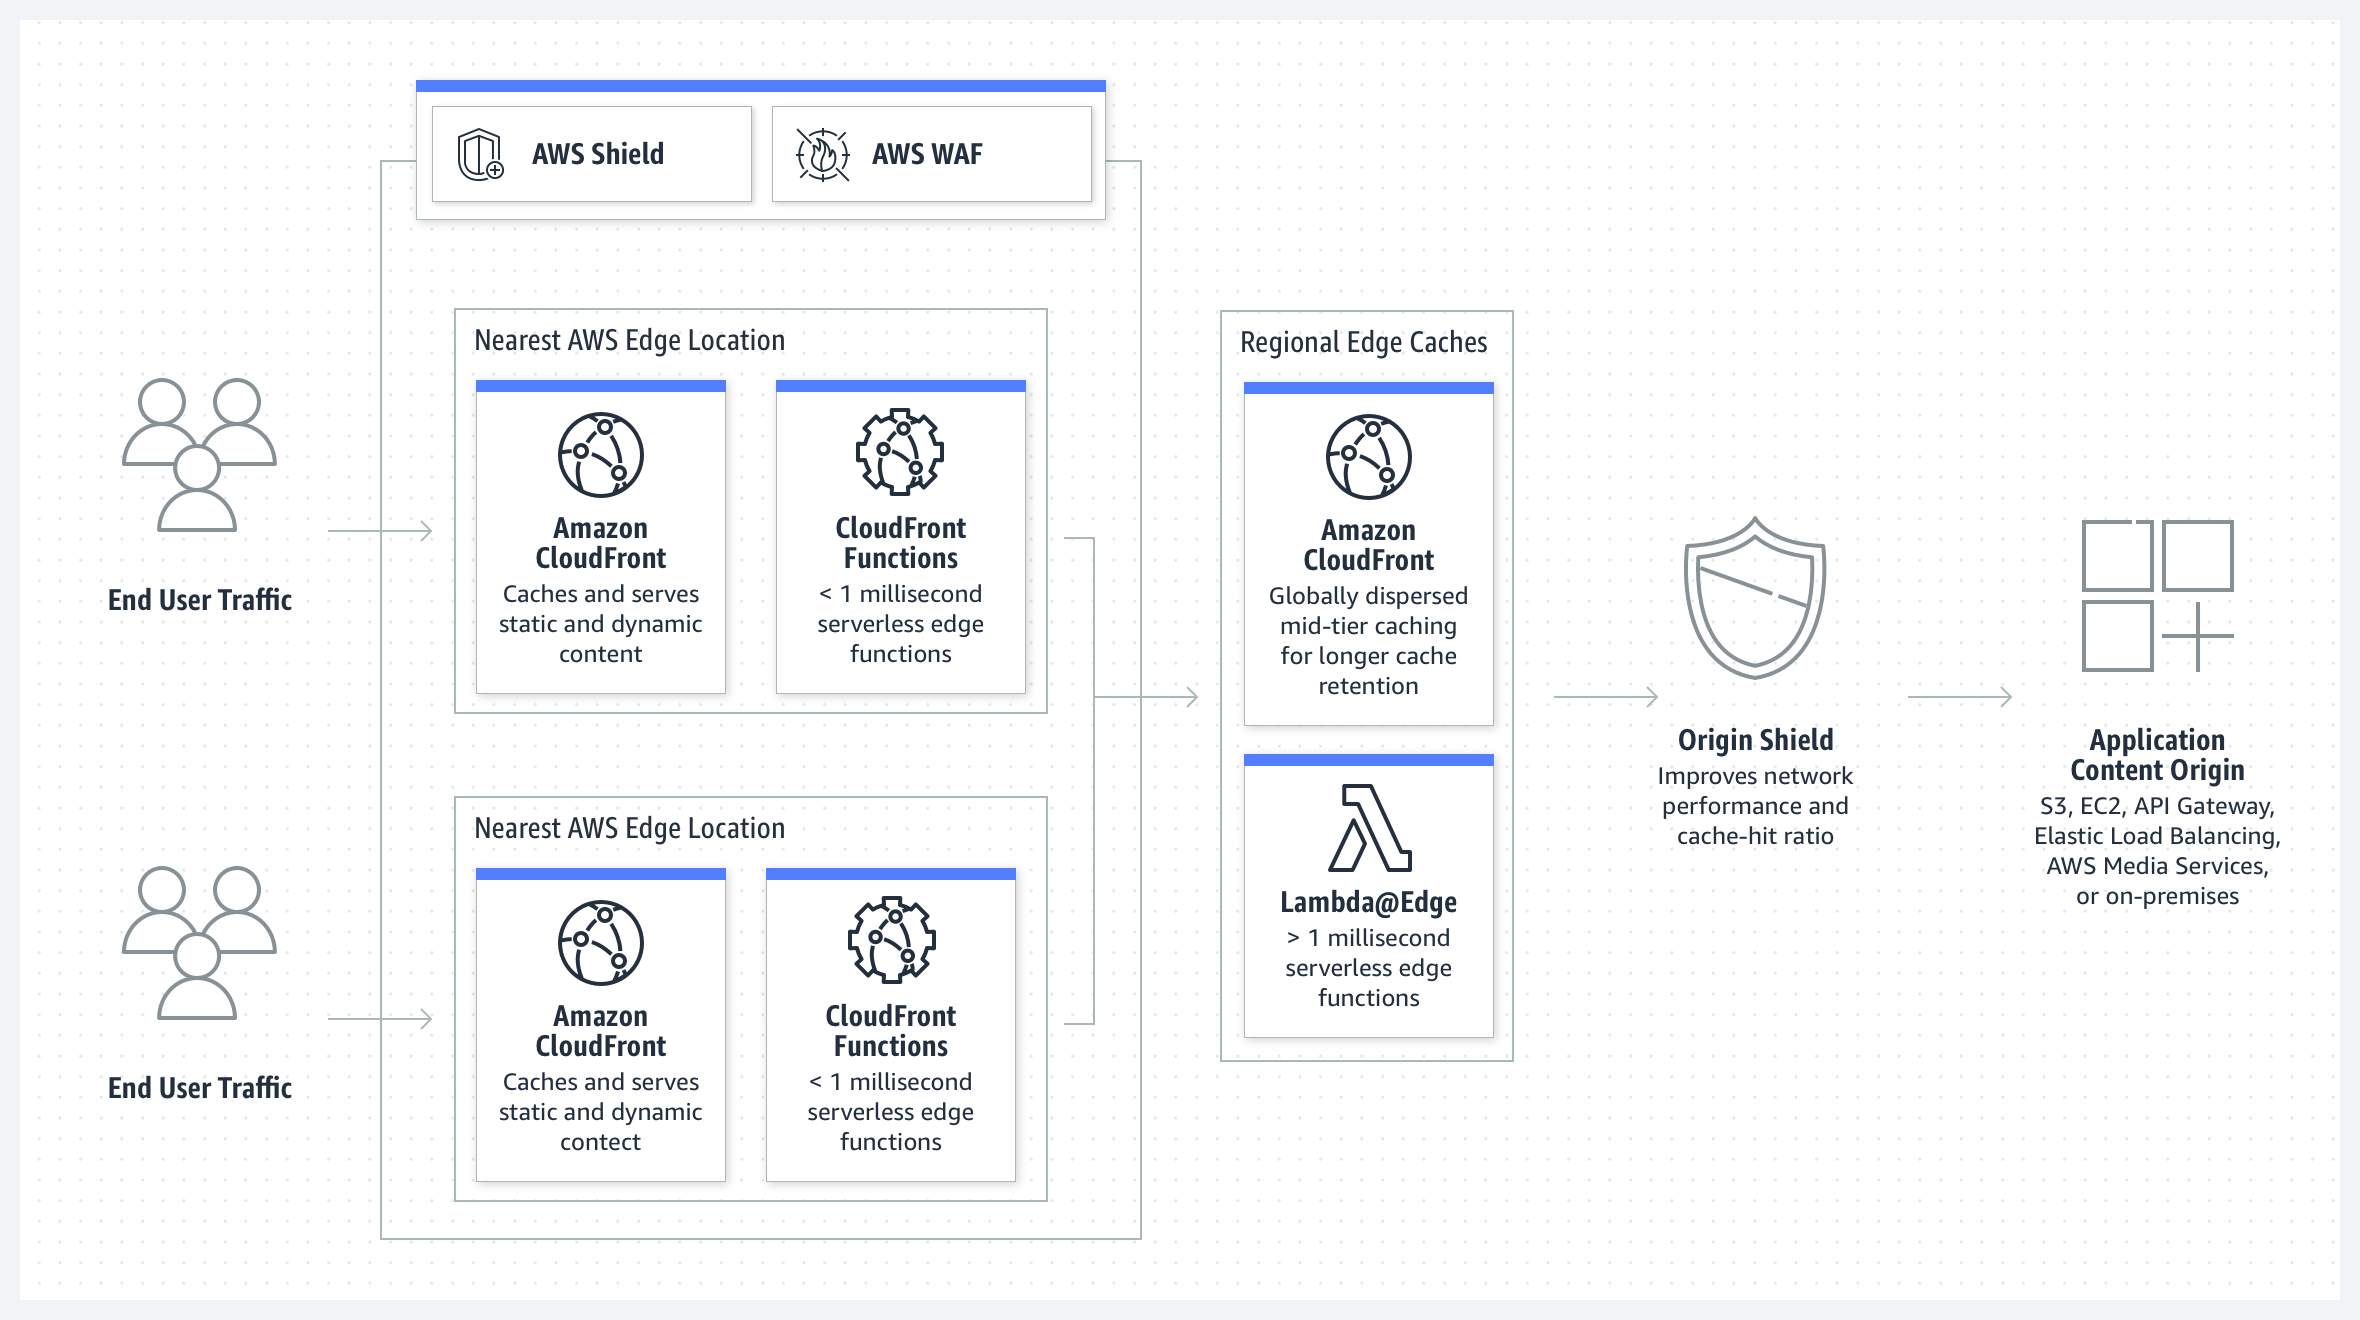 AWS Shield
AWS WAF
End User Traffic
Nearest AWS Edge Location
Amazon
CloudFront
Caches and serves
static and dynamic
content
CloudFront
Functions
< 1 millisecond
serverless edge
functions
End User Traffic
Nearest AWS Edge Location
Amazon
CloudFront
Caches and serves
static and dynamic
contect
CloudFront
Functions
< 1 millisecond
serverless edge
functions
Regional Edge Caches
Amazon
CloudFront
Globally dispersed
mid-tier caching
for longer cache
retention
Lambda@Edge
> 1 millisecond
serverless edge
functions
Origin Shield
Improves network
performance and
cache-hit ratio
Application
Content Origin
S3, EC2, API Gateway,
Elastic Load Balancing,
AWS Media Services,
or on-premises